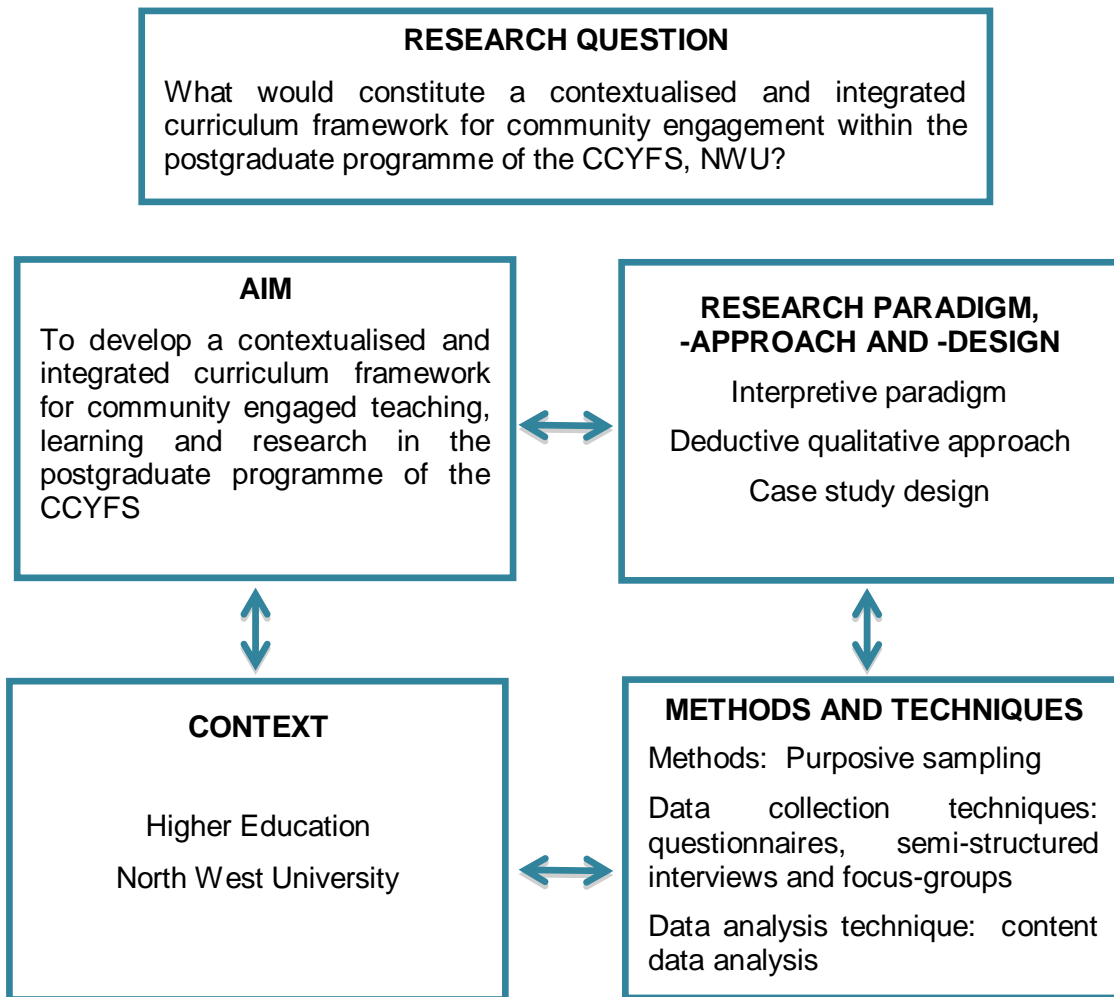 RESEARCH QUESTION
What would constitute a contextualised and integrated
curriculum framework for community engagement within the
postgraduate programme of the CCYFS, NWU?
AIM
To develop a contextualised and
integrated curriculum framework
for community engaged teaching,
learning and research in the
postgraduate programme of the
CCYFS
RESEARCH PARADIGM,
-APPROACH AND -DESIGN
Interpretive paradigm
Deductive qualitative approach
Case study design
CONTEXT
Higher Education
North West University
METHODS AND TECHNIQUES
Methods: Purposive sampling
Data collection techniques:
questionnaires, semi-structured
interviews and focus-groups
Data analysis technique: content
data analysis